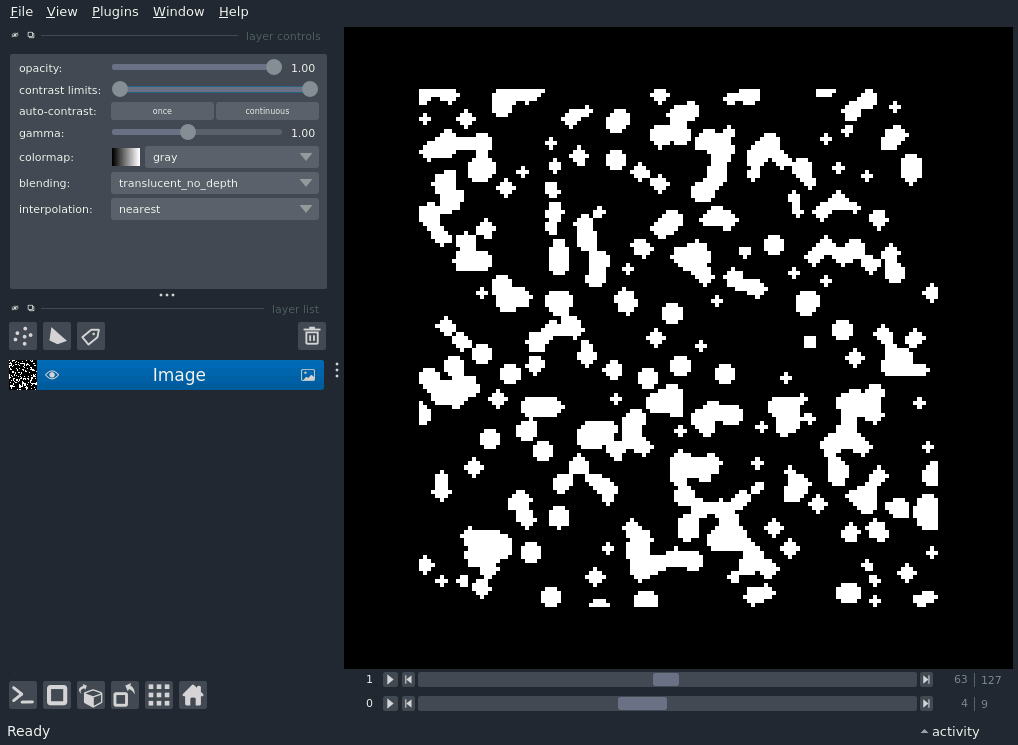 File View Plugins Window Help
layer controls
opacity: 1.00
contrast limits:
auto-contrast: once continuous
gamma: 1.00
colormap: gray
blending: translucent_no_depth
interpolation: nearest
layer list
Image
1 63 127
0 4 9
Ready activity